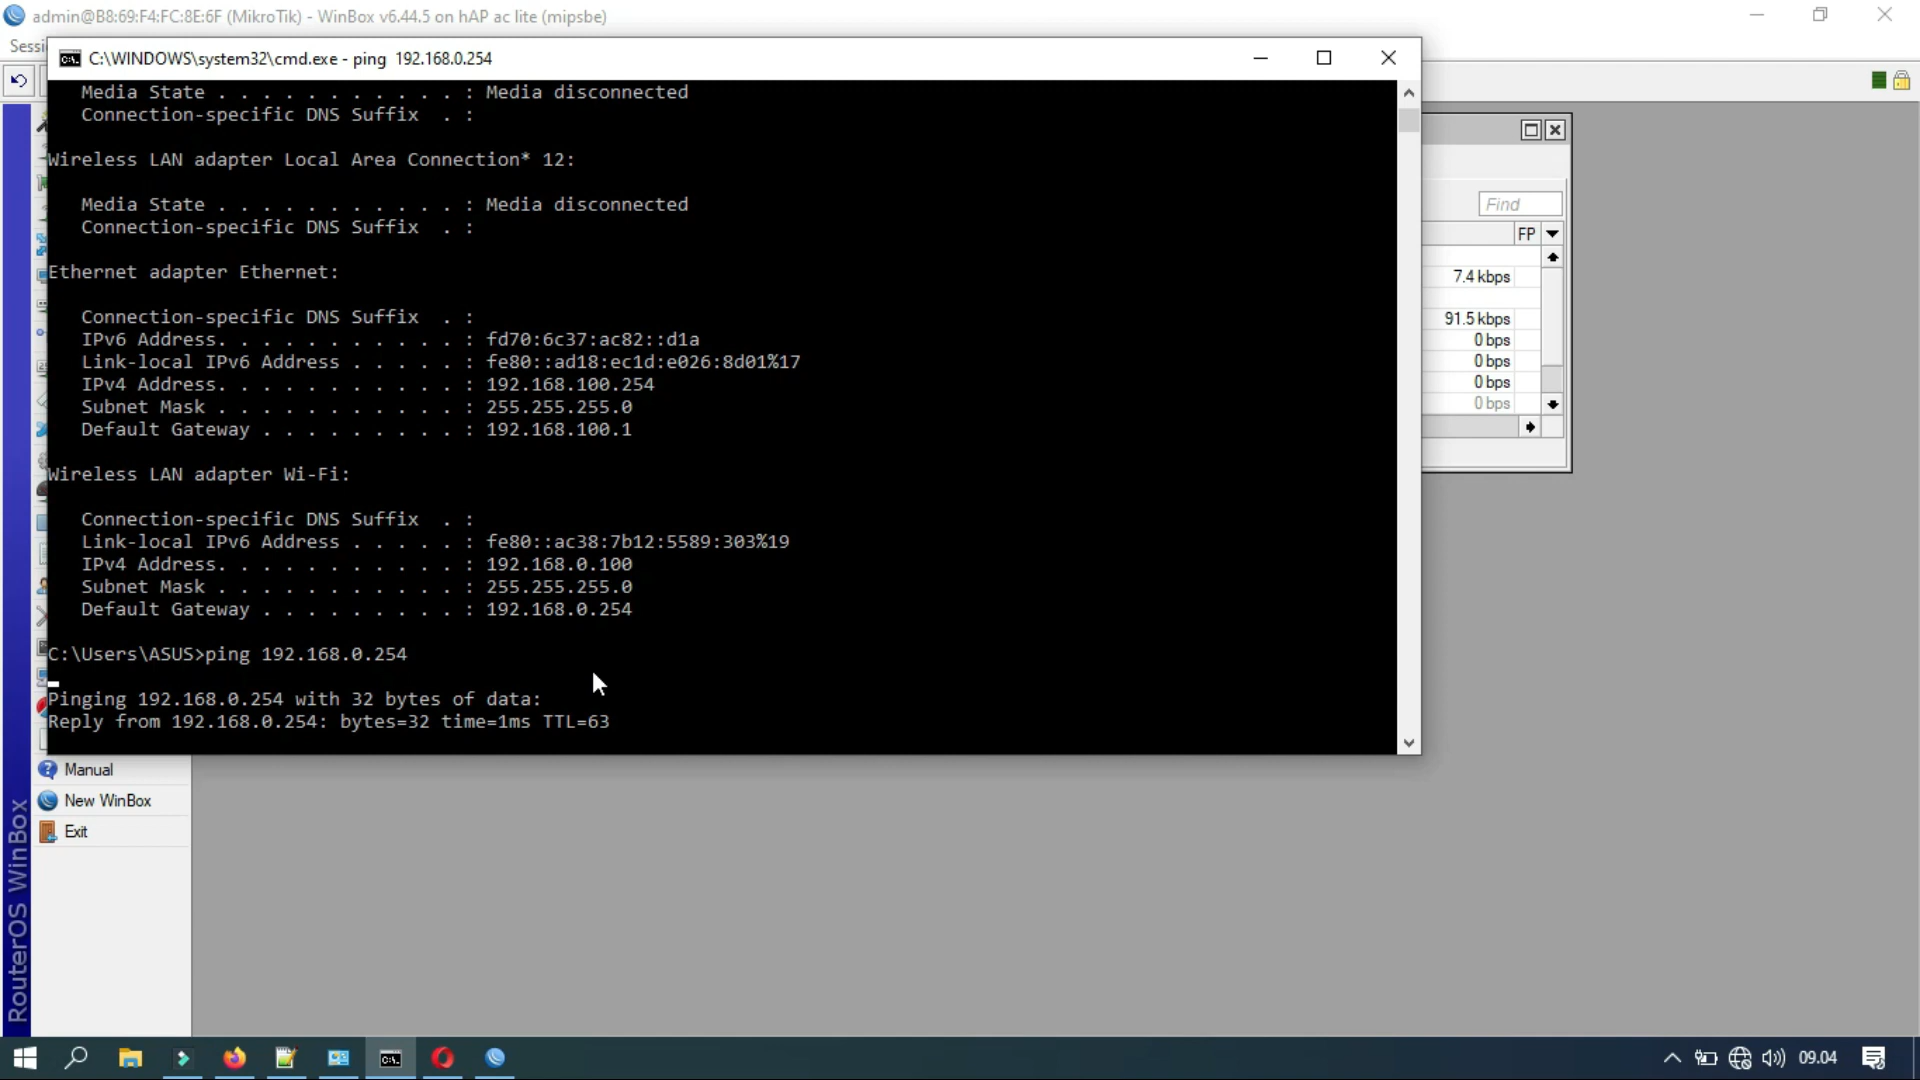 admin@B8:69:F4:FC:8E:6F (MikroTik) - WinBox v6.44.5 on hAP ac lite (mipsbe)
Sessi
C:\WINDOWS\system32\cmd.exe - ping  192.168.0.254
Media State . . . . . . . . . . . : Media disconnected
Connection-specific DNS Suffix  . :
Wireless LAN adapter Local Area Connection* 12:
Media State . . . . . . . . . . . : Media disconnected
Connection-specific DNS Suffix  . :
Ethernet adapter Ethernet:
Connection-specific DNS Suffix  . :
IPv6 Address. . . . . . . . . . . : fd70:6c37:ac82::d1a
Link-local IPv6 Address . . . . . : fe80::ad18:ec1d:e026:8d01%17
IPv4 Address. . . . . . . . . . . : 192.168.100.254
Subnet Mask . . . . . . . . . . . : 255.255.255.0
Default Gateway . . . . . . . . . : 192.168.100.1
Wireless LAN adapter Wi-Fi:
Connection-specific DNS Suffix  . :
Link-local IPv6 Address . . . . . : fe80::ac38:7b12:5589:303%19
IPv4 Address. . . . . . . . . . . : 192.168.0.100
Subnet Mask . . . . . . . . . . . : 255.255.255.0
Default Gateway . . . . . . . . . : 192.168.0.254
C:\Users\ASUS>ping 192.168.0.254
Pinging 192.168.0.254 with 32 bytes of data:
Reply from 192.168.0.254: bytes=32 time=1ms TTL=63
Find
FP
7.4 kbps
91.5 kbps
0 bps
0 bps
0 bps
0 bps
Manual
New WinBox
Exit
RouterOS WinBox
09.04